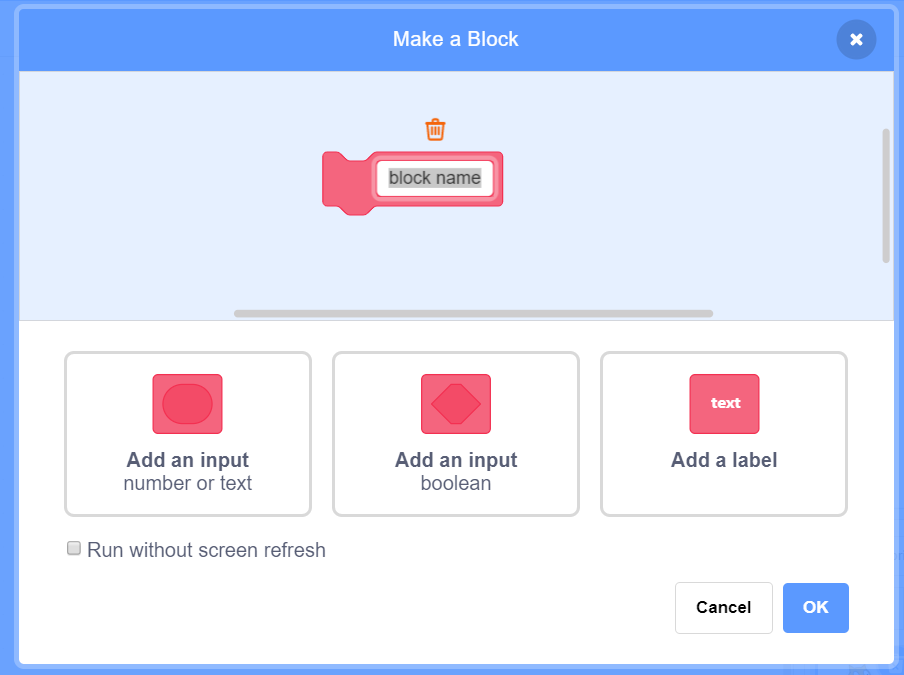 Make a Block
block name
text
Add an input
number or text
Add an input
boolean
Add a label
Run without screen refresh
Cancel
OK